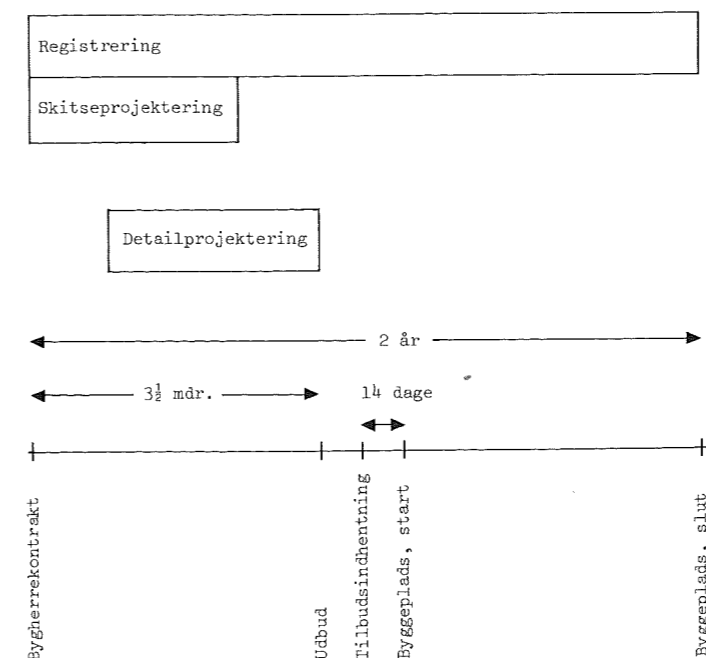 Registrering
Skitseprojektering
Detailprojektering
2 år
3½ mdr.
14 dage
Bygherrekontrakt
Udbud
Tilbudsindhentning
Byggeplads, start
Byggeplads, slut